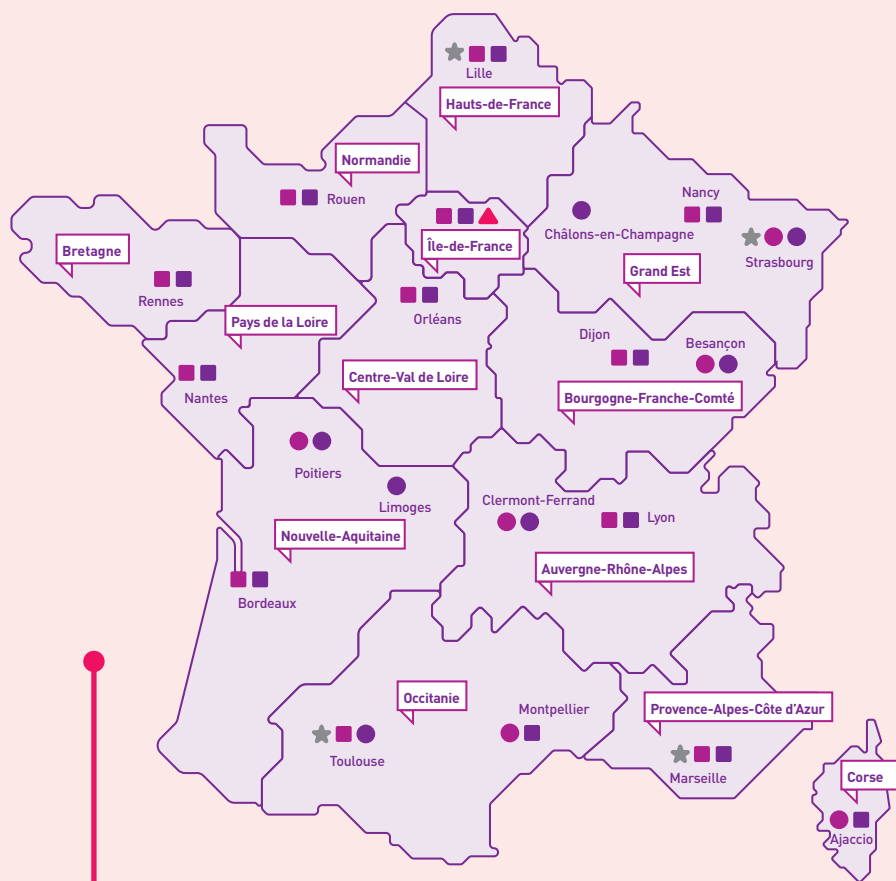 Lille
Hauts-de-France
Normandie
Rouen
Nancy
Châlons-en-Champagne
Strasbourg
Île-de-France
Grand Est
Bretagne
Rennes
Orléans
Pays de la Loire
Dijon
Besançon
Nantes
Centre-Val de Loire
Bourgogne-Franche-Comté
Poitiers
Limoges
Clermont-Ferrand
Lyon
Nouvelle-Aquitaine
Auvergne-Rhône-Alpes
Bordeaux
Occitanie
Montpellier
Provence-Alpes-Côte d'Azur
Toulouse
Marseille
Corse
Ajaccio